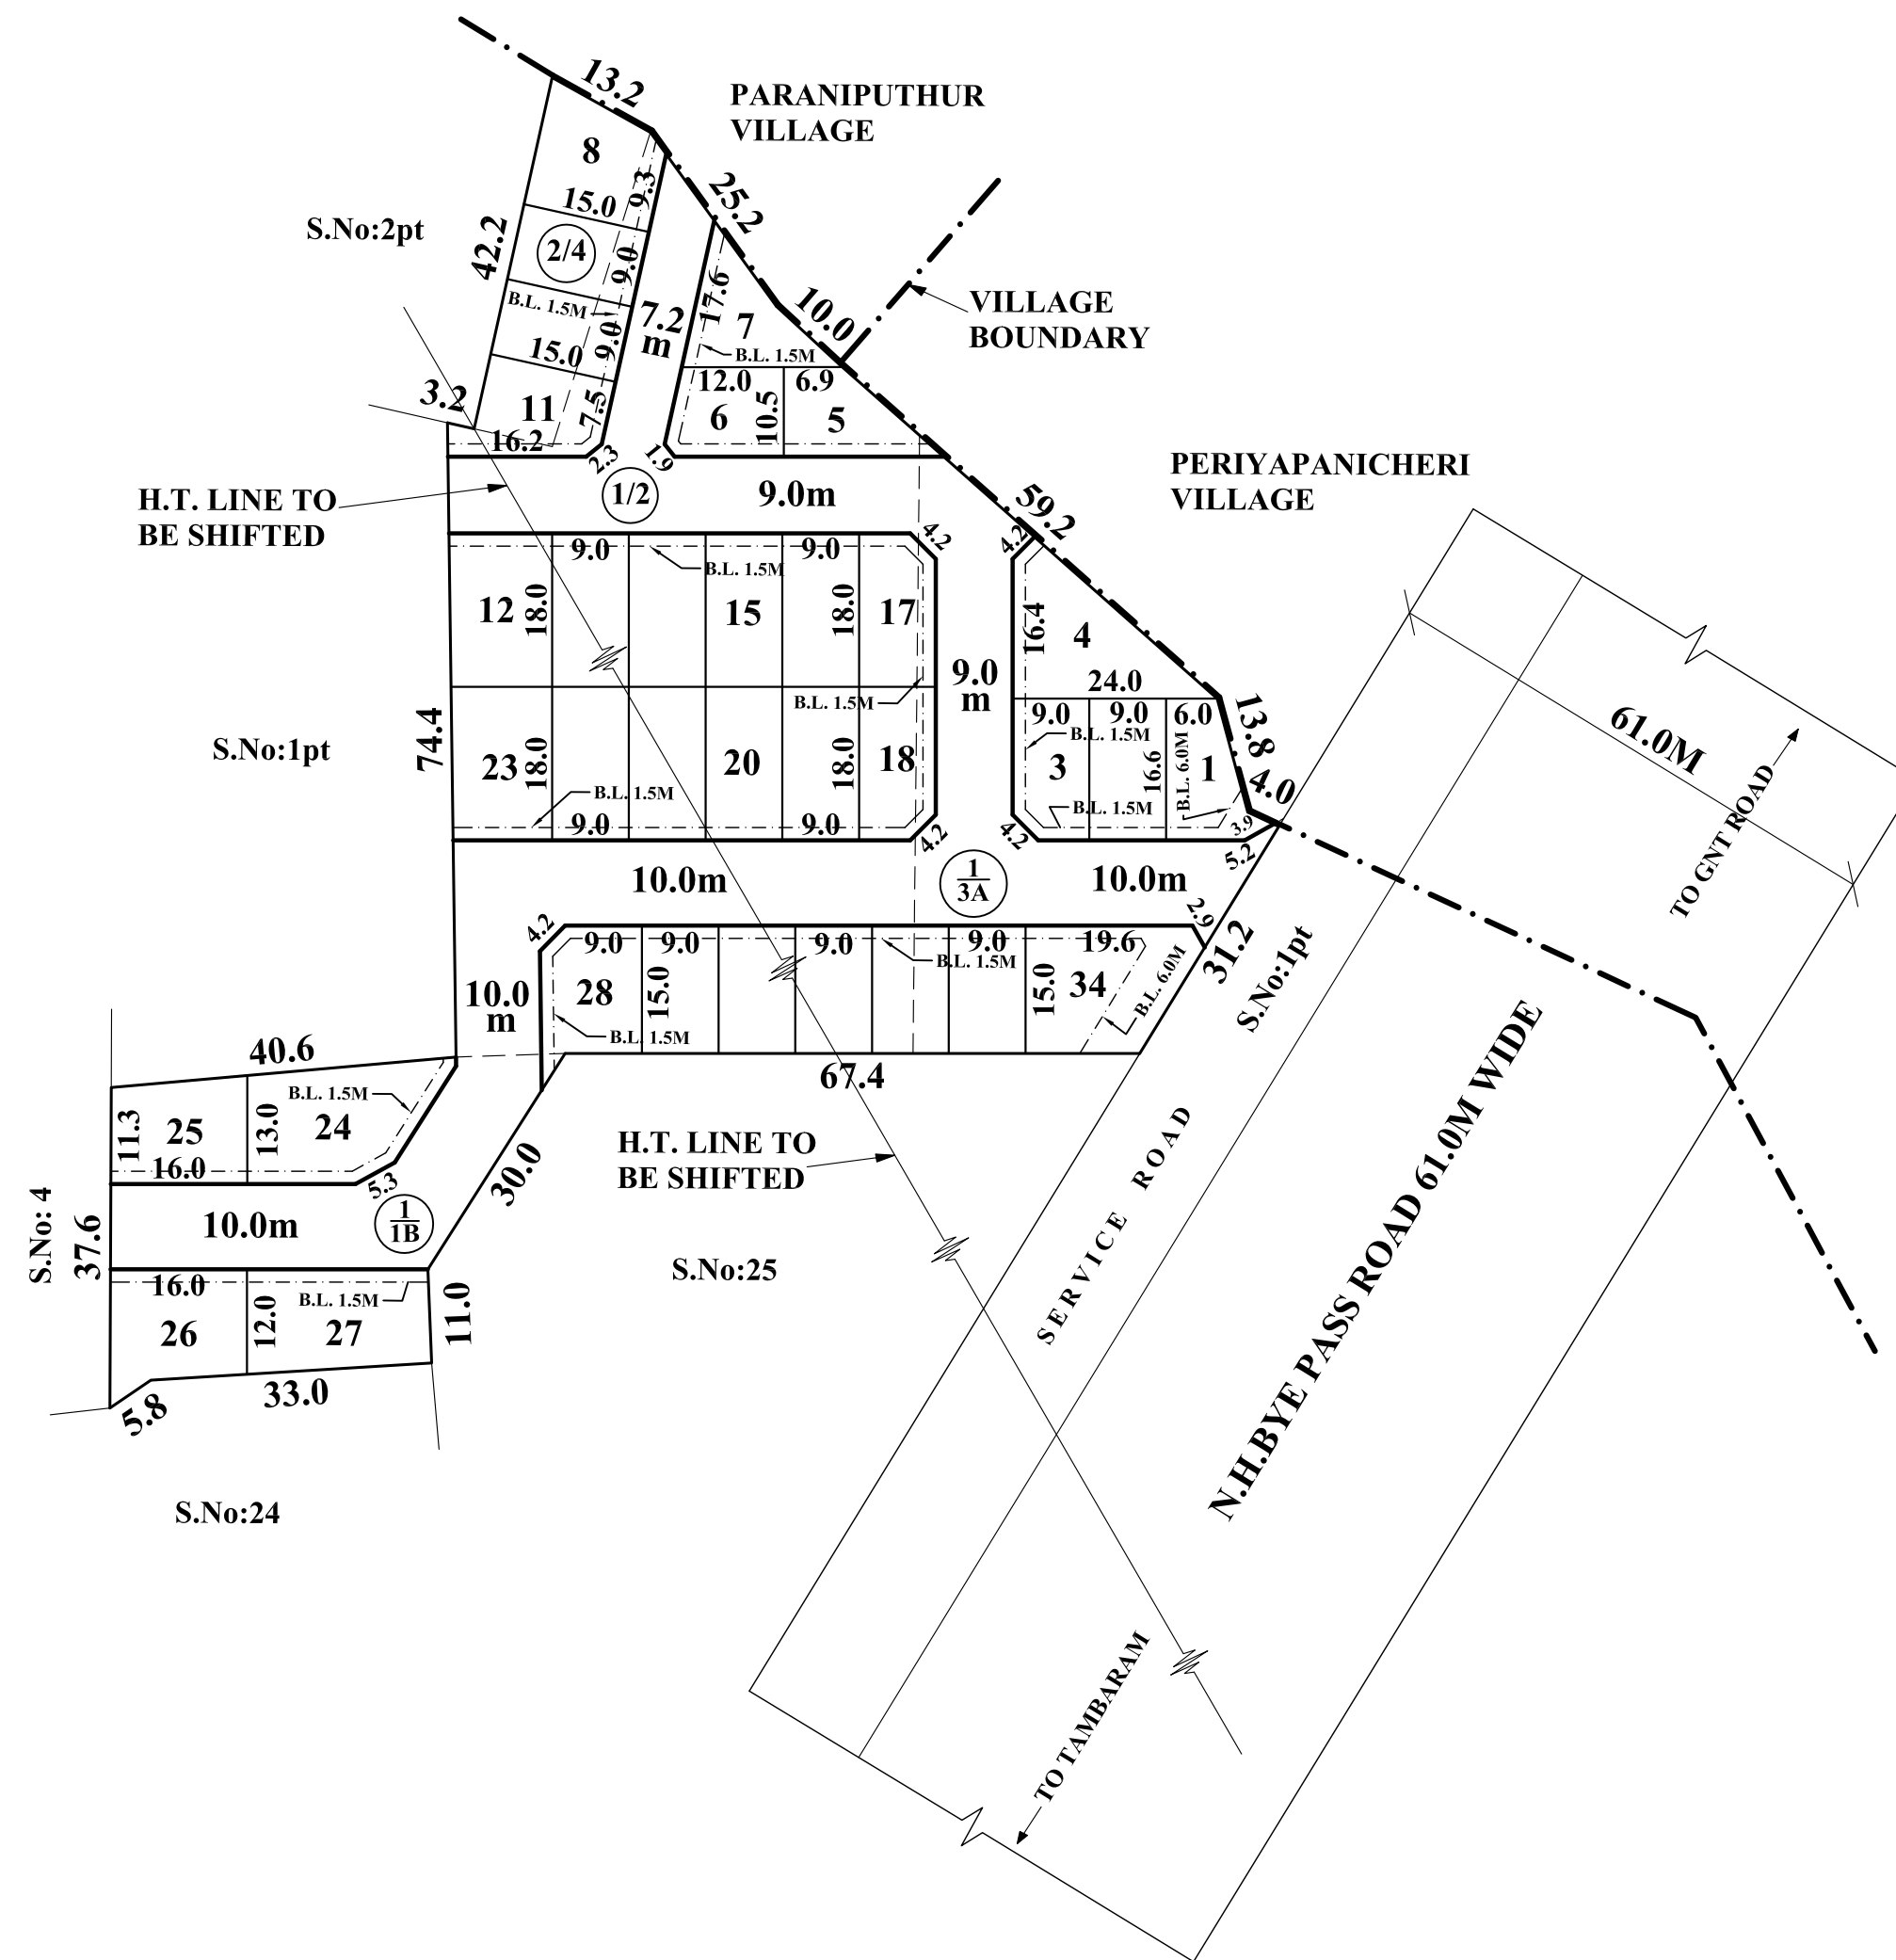 13.2
PARANIPUTHUR
VILLAGE
8
9.3
25.2
15.0
S.No:2pt
42.2
2/4
9.0
B.L. 1.5M
7.2
m
17.6
7
10.0
VILLAGE
BOUNDARY
15.0
9.0
B.L. 1.5M
12.0
6.9
3.2
11
7.5
6
10.5
5
16.2
2.3
1.9
PERIYAPANICHERI
VILLAGE
H.T. LINE TO
BE SHIFTED
1/2
9.0m
59.2
4.2
4.2
9.0
9.0
B.L. 1.5M
12
18.0
15
18.0
17
16.4
4
9.0
m
24.0
B.L. 1.5M
9.0
9.0
6.0
13.8
B.L. 1.5M
61.0M
TO GNT ROAD
S.No:1pt
74.4
23
18.0
20
18.0
18
3
16.6
B.L. 6.0M
1
4.0
B.L. 1.5M
B.L. 1.5M
9.0
9.0
4.2
4.2
3.9
5.2
10.0m
1
3A
10.0m
2.9
4.2
9.0
9.0
9.0
9.0
19.6
B.L. 1.5M
31.2
S.No:1pt
28
15.0
15.0
34
B.L. 6.0M
10.0
m
B.L. 1.5M
67.4
40.6
B.L. 1.5M
11.3
25
13.0
24
16.0
5.3
30.0
H.T. LINE TO
BE SHIFTED
SERVICE ROAD
N.H.BYE PASS ROAD 61.0M WIDE
S.No: 4
37.6
10.0m
1
1B
S.No:25
16.0
B.L. 1.5M
11.0
26
12.0
27
5.8
33.0
S.No:24
TO TAMBARAM